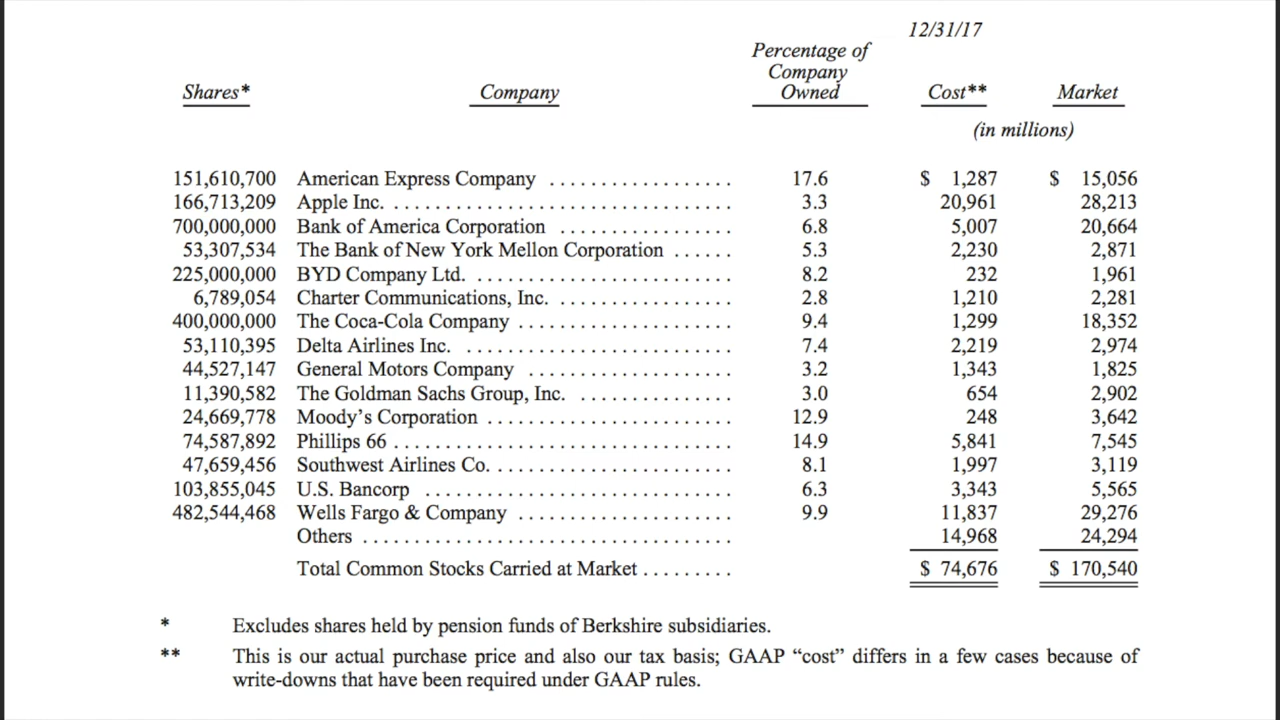 12/31/17
Percentage of
Company
Shares* Company Owned Cost** Market
(in millions)
151,610,700 American Express Company .................. 17.6 $ 1,287 $ 15,056
166,713,209 Apple Inc. ................................. 3.3 20,961 28,213
700,000,000 Bank of America Corporation ................. 6.8 5,007 20,664
53,307,534 The Bank of New York Mellon Corporation ...... 5.3 2,230 2,871
225,000,000 BYD Company Ltd. ......................... 8.2 232 1,961
6,789,054 Charter Communications, Inc. ................. 2.8 1,210 2,281
400,000,000 The Coca-Cola Company ..................... 9.4 1,299 18,352
53,110,395 Delta Airlines Inc. .......................... 7.4 2,219 2,974
44,527,147 General Motors Company .................... 3.2 1,343 1,825
11,390,582 The Goldman Sachs Group, Inc. ............... 3.0 654 2,902
24,669,778 Moody’s Corporation ........................ 12.9 248 3,642
74,587,892 Phillips 66 ................................. 14.9 5,841 7,545
47,659,456 Southwest Airlines Co. ....................... 8.1 1,997 3,119
103,855,045 U.S. Bancorp .............................. 6.3 3,343 5,565
482,544,468 Wells Fargo & Company ..................... 9.9 11,837 29,276
Others .................................... 14,968 24,294
Total Common Stocks Carried at Market ......... $ 74,676 $ 170,540
* Excludes shares held by pension funds of Berkshire subsidiaries.
** This is our actual purchase price and also our tax basis; GAAP “cost” differs in a few cases because of
write-downs that have been required under GAAP rules.